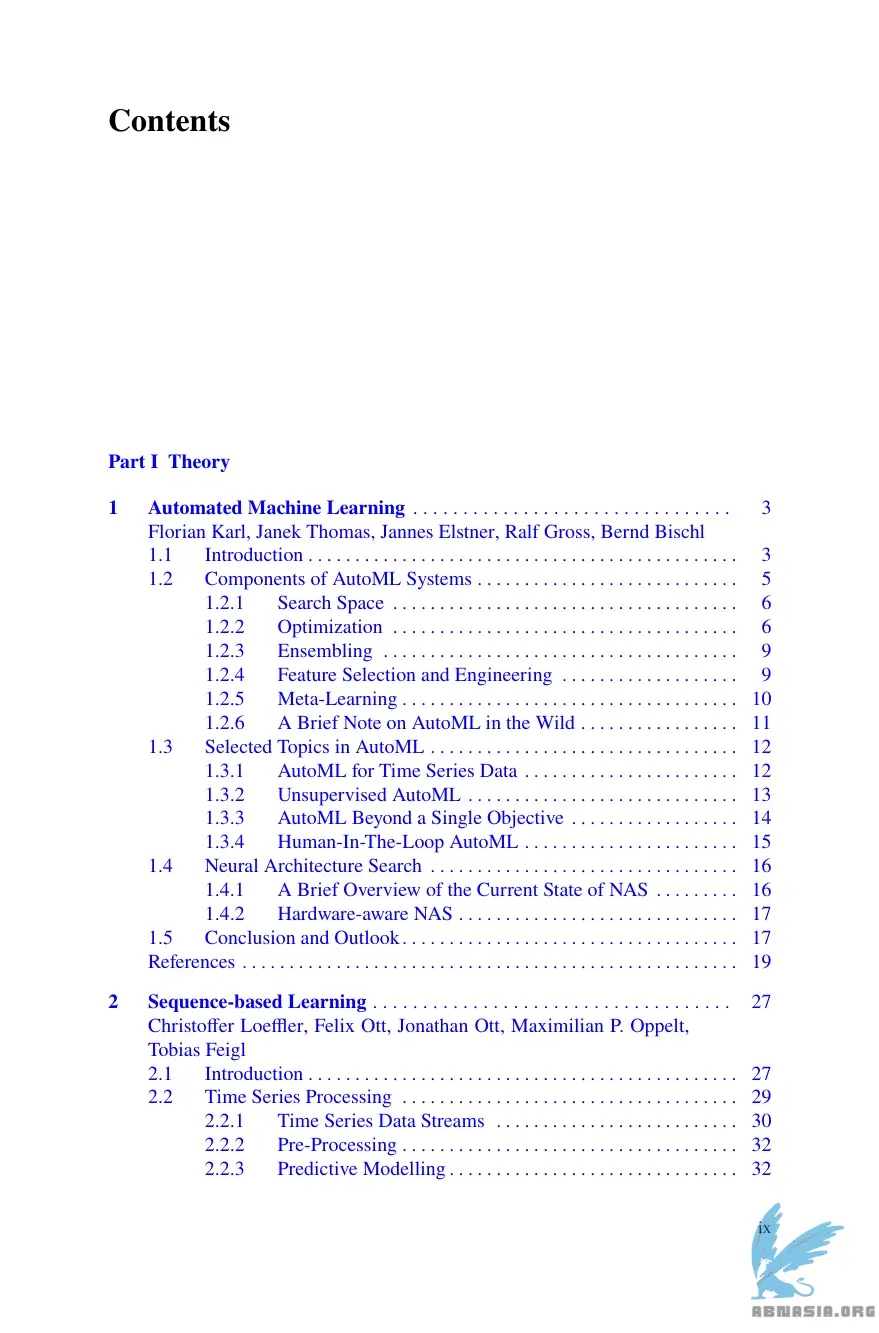 Contents
Part I Theory
1 Automated Machine Learning . . . . . . . . . . . . . . . . . . . . . . . . . . . . . . . . 3
Florian Karl, Janek Thomas, Jannes Elstner, Ralf Gross, Bernd Bischl
1.1 Introduction . . . . . . . . . . . . . . . . . . . . . . . . . . . . . . . . . . . . . . . . . . . . . . 3
1.2 Components of AutoML Systems . . . . . . . . . . . . . . . . . . . . . . . . . . . . 5
1.2.1 Search Space . . . . . . . . . . . . . . . . . . . . . . . . . . . . . . . . . . . . . 6
1.2.2 Optimization . . . . . . . . . . . . . . . . . . . . . . . . . . . . . . . . . . . . . 6
1.2.3 Ensembling . . . . . . . . . . . . . . . . . . . . . . . . . . . . . . . . . . . . . . 9
1.2.4 Feature Selection and Engineering . . . . . . . . . . . . . . . . . . . 9
1.2.5 Meta-Learning . . . . . . . . . . . . . . . . . . . . . . . . . . . . . . . . . . . . 10
1.2.6 A Brief Note on AutoML in the Wild . . . . . . . . . . . . . . . . . 11
1.3 Selected Topics in AutoML . . . . . . . . . . . . . . . . . . . . . . . . . . . . . . . . . 12
1.3.1 AutoML for Time Series Data . . . . . . . . . . . . . . . . . . . . . . . 12
1.3.2 Unsupervised AutoML . . . . . . . . . . . . . . . . . . . . . . . . . . . . . 13
1.3.3 AutoML Beyond a Single Objective . . . . . . . . . . . . . . . . . . 14
1.3.4 Human-In-The-Loop AutoML . . . . . . . . . . . . . . . . . . . . . . . 15
1.4 Neural Architecture Search . . . . . . . . . . . . . . . . . . . . . . . . . . . . . . . . . 16
1.4.1 A Brief Overview of the Current State of NAS . . . . . . . . . 16
1.4.2 Hardware-aware NAS . . . . . . . . . . . . . . . . . . . . . . . . . . . . . . 17
1.5 Conclusion and Outlook . . . . . . . . . . . . . . . . . . . . . . . . . . . . . . . . . . . . 17
References . . . . . . . . . . . . . . . . . . . . . . . . . . . . . . . . . . . . . . . . . . . . . . . . . . . . . 19
2 Sequence-based Learning . . . . . . . . . . . . . . . . . . . . . . . . . . . . . . . . . . . . 27
Christoffer Loeffler, Felix Ott, Jonathan Ott, Maximilian P. Oppelt,
Tobias Feigl
2.1 Introduction . . . . . . . . . . . . . . . . . . . . . . . . . . . . . . . . . . . . . . . . . . . . . . 27
2.2 Time Series Processing . . . . . . . . . . . . . . . . . . . . . . . . . . . . . . . . . . . . 29
2.2.1 Time Series Data Streams . . . . . . . . . . . . . . . . . . . . . . . . . . 30
2.2.2 Pre-Processing . . . . . . . . . . . . . . . . . . . . . . . . . . . . . . . . . . . . 32
2.2.3 Predictive Modelling . . . . . . . . . . . . . . . . . . . . . . . . . . . . . . . 32
ix
ABNASIA.ORG